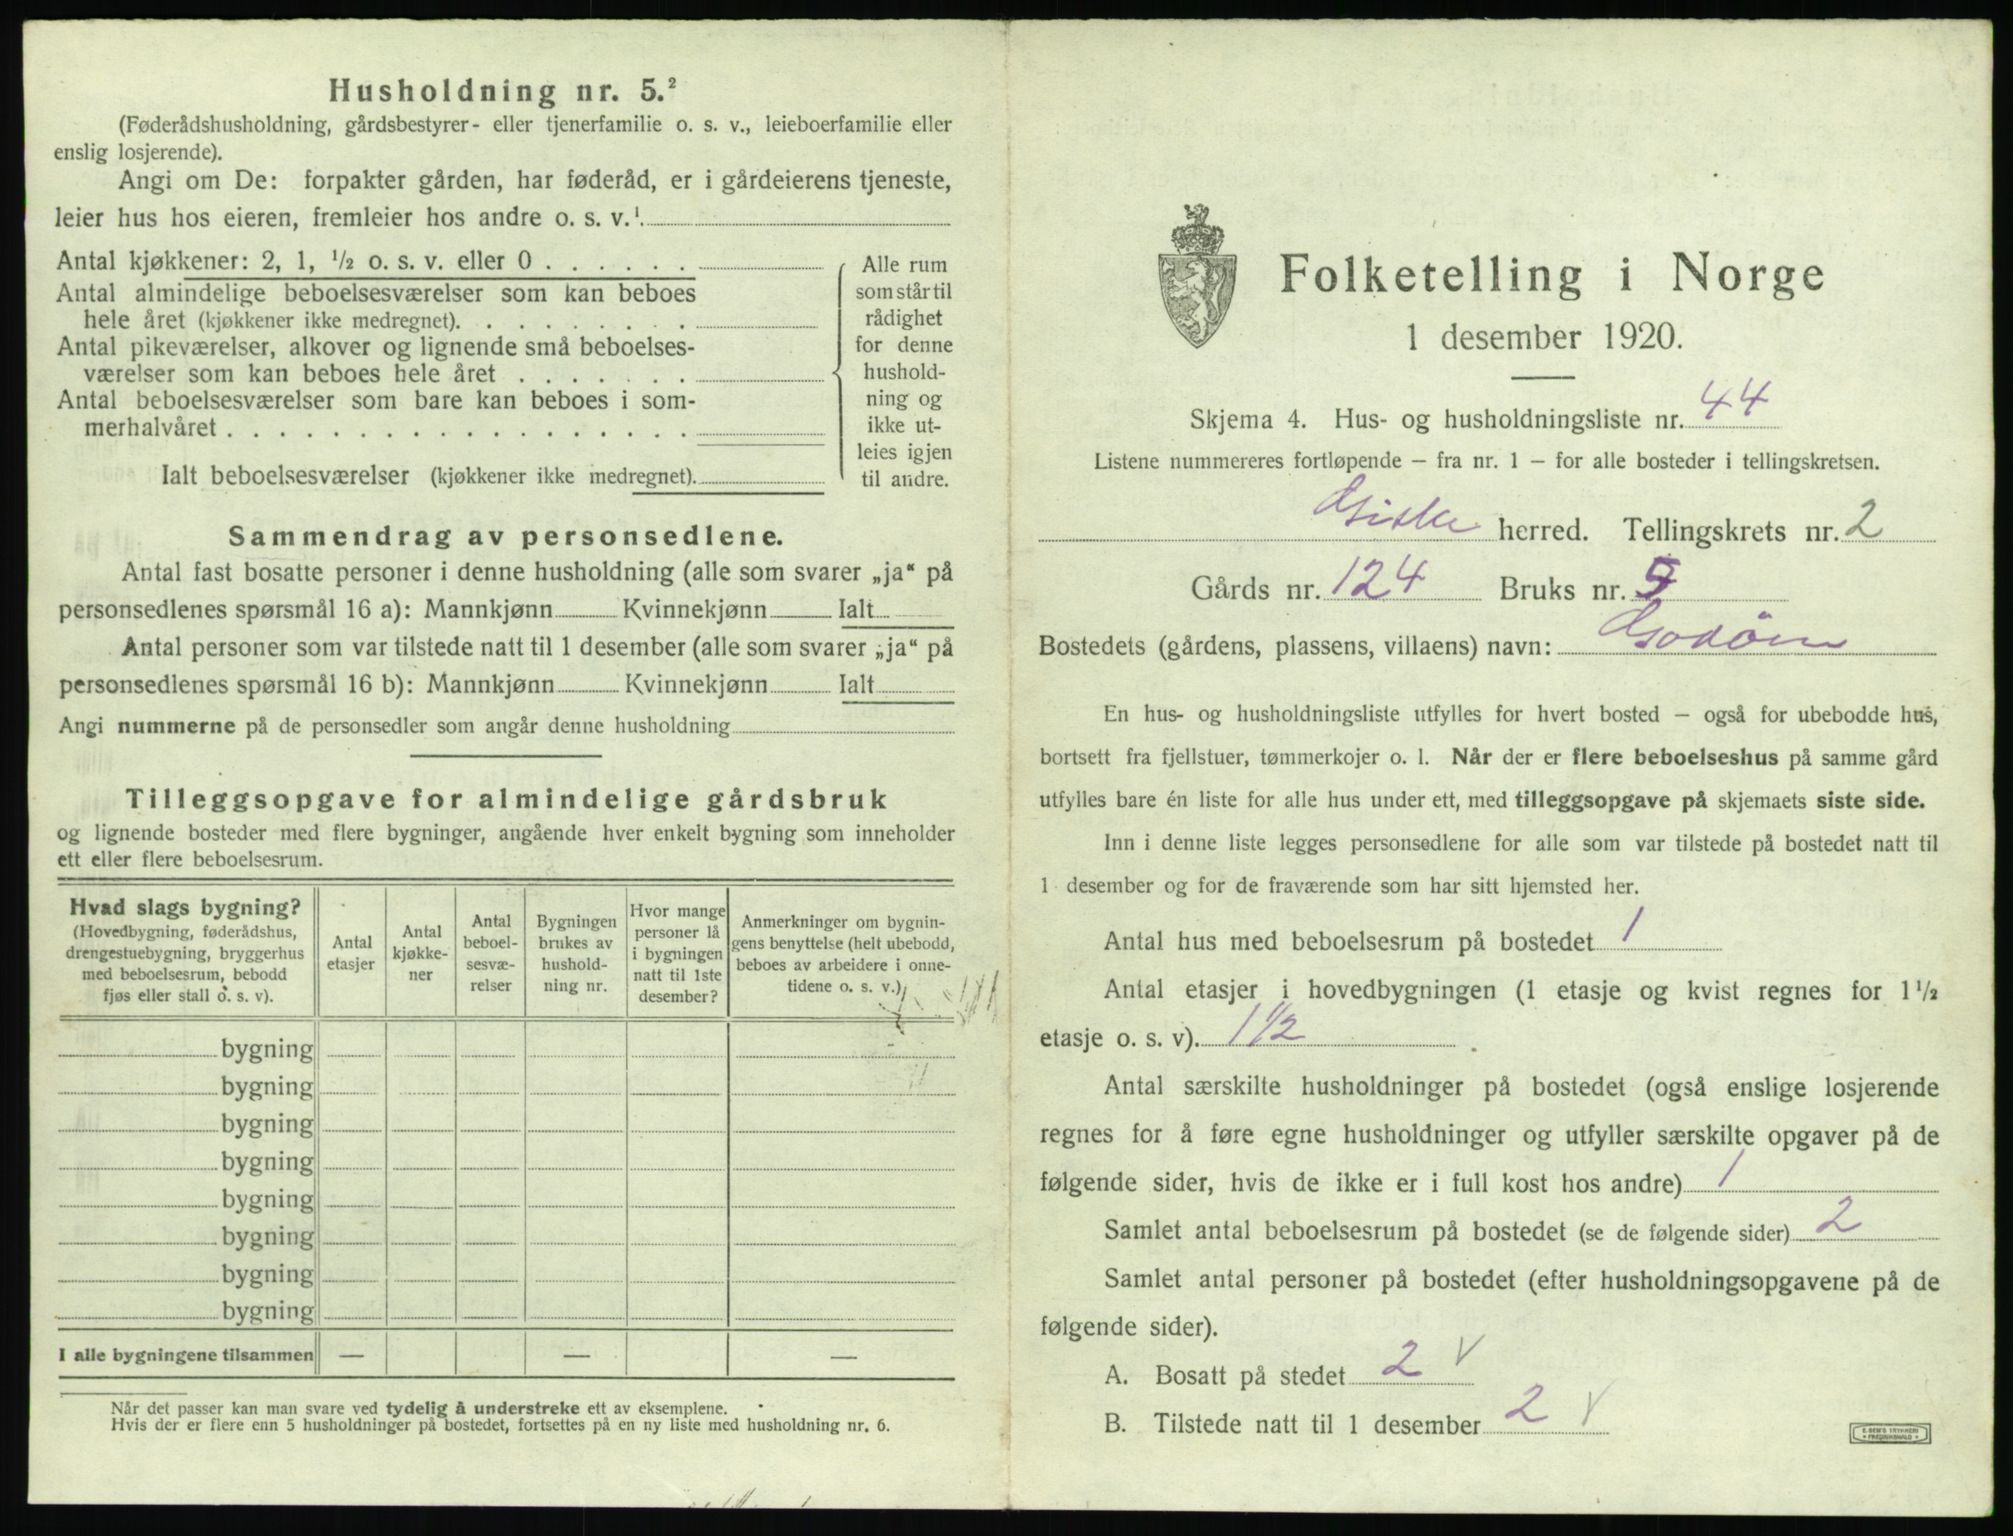 Husholdning nr. 5.²
(Føderådshusholdning, gårdsbestyrer- eller tjenerfamilie o. s. v., leieboerfamilie eller
enslig losjerende).
Angi om De: forpakter gården, har føderåd, er i gårdeierens tjeneste,
leier hus hos eieren, fremleier hos andre o. s. v.¹.
Antal kjøkkener: 2, 1, ½ o. s. v. eller 0 . . . . . .
Antal almindelige beboelsesværelser som kan beboes
hele året (kjøkkener ikke medregnet). . . . . . . . .
Antal pikeværelser, alkover og lignende små beboelses-
værelser som kan beboes hele året . . . . . . .
Antal beboelsesværelser som bare kan beboes i som-
merhalvåret . . . . . . . . . . . . . . . . . .
Ialt beboelsesværelser (kjøkkener ikke medregnet).
Alle rum
som står til
rådighet
for denne
hushold-
ning og
ikke ut-
leies igjen
til andre.
Sammendrag av personsedlene.
Antal fast bosatte personer i denne husholdning (alle som svarer „ja“ på
personsedlenes spørsmål 16 a): Mannkjønn Kvinnekjønn Ialt
Antal personer som var tilstede natt til 1 desember (alle som svarer „ja“ på
personsedlenes spørsmål 16 b): Mannkjønn Kvinnekjønn Ialt
Angi nummerne på de personsedler som angår denne husholdning
Tilleggsopgave for almindelige gårdsbruk
og lignende bosteder med flere bygninger, angående hver enkelt bygning som inneholder
ett eller flere beboelsesrum.
Hvad slags bygning?
(Hovedbygning, føderådshus,
drengestuebygning, bryggerhus
med beboelsesrum, bebodd
fjøs eller stall o. s. v).
Antal
etasjer
Antal
kjøkke-
ner
Antal
beboel-
sesvæ-
relser
Bygningen
brukes av
hushold-
ning nr.
Hvor mange
personer lå
i bygningen
natt til 1ste
desember?
Anmerkninger om bygnin-
gens benyttelse (helt ubebodd,
beboes av arbeidere i onne-
tidene o. s. v.)
bygning
bygning
bygning
bygning
bygning
bygning
bygning
bygning
I alle bygningene tilsammen — — —
Når det passer kan man svare ved tydelig å understreke ett av eksemplene.
Hvis der er flere enn 5 husholdninger på bostedet, fortsettes på en ny liste med husholdning nr. 6.
Folketelling i Norge
1 desember 1920.
Skjema 4. Hus- og husholdningsliste nr. 44
Listene nummereres fortløpende – fra nr. 1 – for alle bosteder i tellingskretsen.
Giske herred. Tellingskrets nr. 2
Gårds nr. 124 Bruks nr. 5
Bostedets (gårdens, plassens, villaens) navn: Godøen
En hus- og husholdningsliste utfylles for hvert bosted – også for ubebodde hus,
bortsett fra fjellstuer, tømmerkojer o. l. Når der er flere beboelseshus på samme gård
utfylles bare én liste for alle hus under ett, med tilleggsopgave på skjemaets siste side.
Inn i denne liste legges personsedlene for alle som var tilstede på bostedet natt til
1 desember og for de fraværende som har sitt hjemsted her.
Antal hus med beboelsesrum på bostedet 1
Antal etasjer i hovedbygningen (1 etasje og kvist regnes for 1½
etasje o. s. v). 1½
Antal særskilte husholdninger på bostedet (også enslige losjerende
regnes for å føre egne husholdninger og utfyller særskilte opgaver på de
følgende sider, hvis de ikke er i full kost hos andre) 1
Samlet antal beboelsesrum på bostedet (se de følgende sider) 2
Samlet antal personer på bostedet (efter husholdningsopgavene på de
følgende sider).
A. Bosatt på stedet 2 V
B. Tilstede natt til 1 desember 2 V